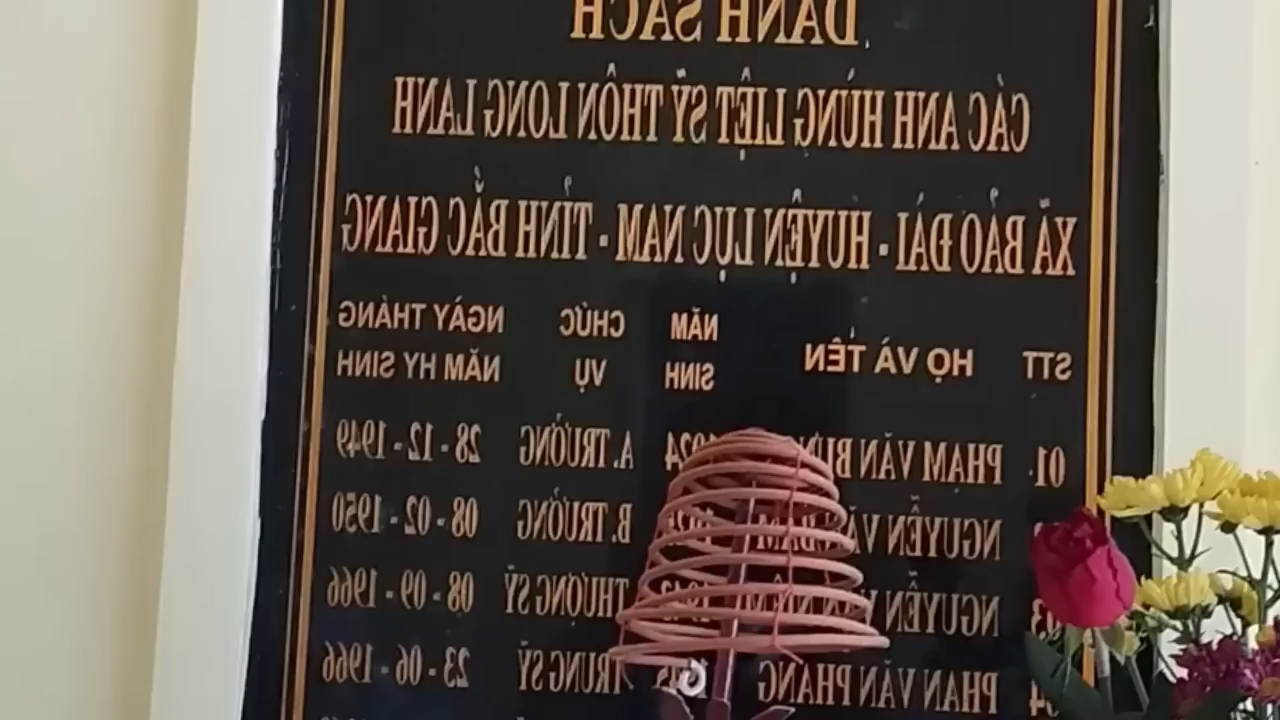 DANH SÁCH
CÁC ANH HÙNG LIỆT SỸ THÔN LONG LANH
XÃ BẢO ĐÀI - HUYỆN LỤC NAM - TỈNH BẮC GIANG
STT HỌ VÀ TÊN NĂM SINH CHỨC VỤ NGÀY THÁNG NĂM HY SINH
01 PHẠM VĂN A. TRƯỞNG 28 - 12 - 1949
NGUYỄN VĂN B. TRƯỞNG 08 - 02 - 1950
NGUYỄN THƯỢNG SỸ 08 - 09 - 1966
PHAN VĂN PHÀNG TRUNG SỸ 23 - 06 - 1966